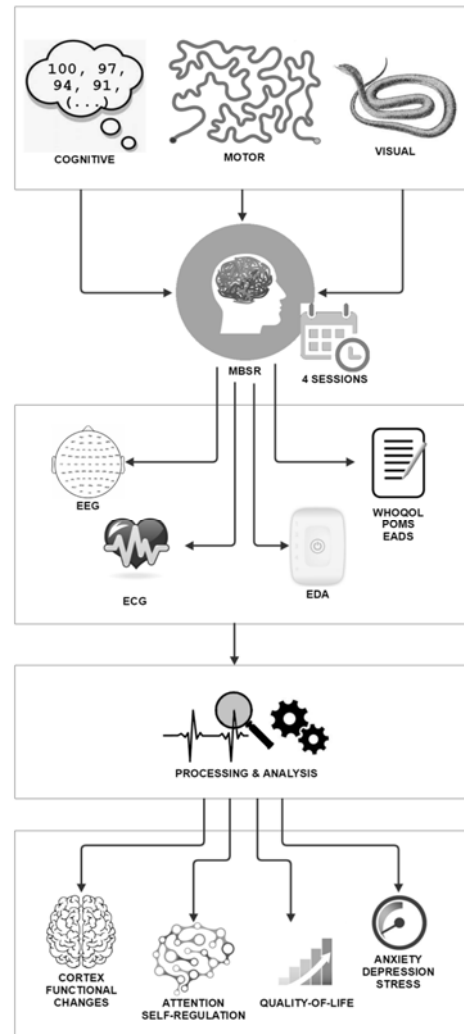 100, 97,
94, 91,
(...)
COGNITIVE
MOTOR
VISUAL
MBSR
4 SESSIONS
EEG
WHOQOL
POMS
EADS
ECG
EDA
PROCESSING & ANALYSIS
CORTEX
FUNCTIONAL
CHANGES
ATTENTION
SELF-REGULATION
QUALITY-OF-LIFE
ANXIETY
DEPRESSION
STRESS